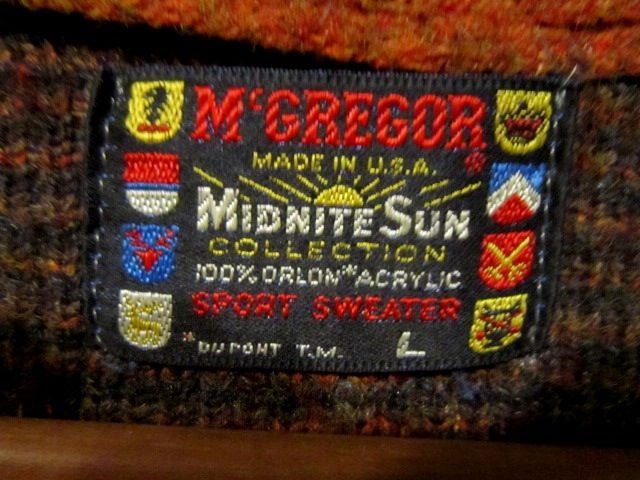 McGREGOR*
MADE IN U.S.A.
MIDNITE SUN
COLLECTION
100% ORLON* ACRYLIC
SPORT SWEATER
*DUPONT T.M. L